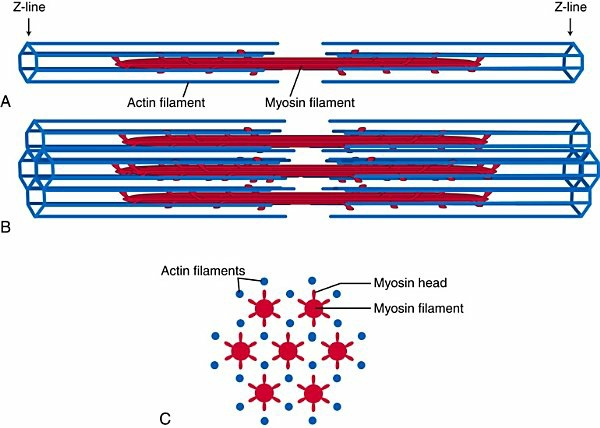 Z-line
Z-line
A
Actin filament
Myosin filament
B
Actin filaments
Myosin head
Myosin filament
C